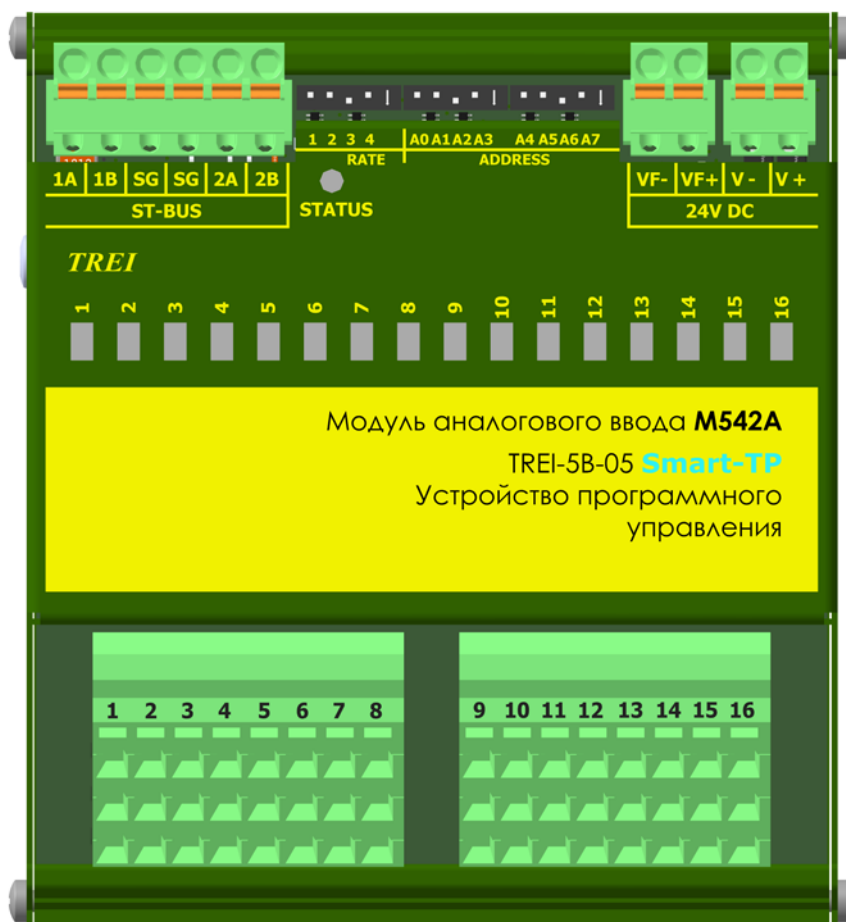 1 2 3 4 A0 A1 A2 A3 A4 A5 A6 A7
RATE ADDRESS
1A 1B SG SG 2A 2B
ST-BUS
STATUS
VF- VF+ V - V +
24V DC
TREI
1 2 3 4 5 6 7 8 9 10 11 12 13 14 15 16
Модуль аналогового ввода M542A
TREI-5B-05 Smart-TP
Устройство программного
управления
1 2 3 4 5 6 7 8 9 10 11 12 13 14 15 16